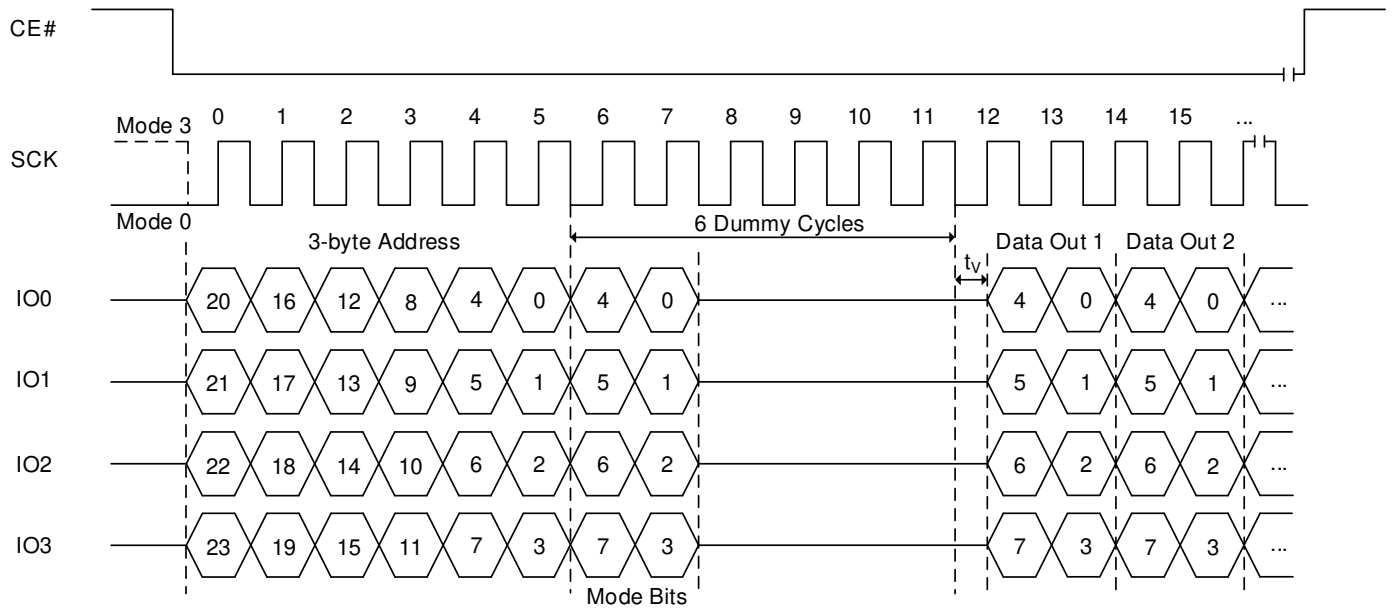 CE#
Mode 3 0 1 2 3 4 5 6 7 8 9 10 11 12 13 14 15 ...
SCK
Mode 0
6 Dummy Cycles
3-byte Address
Data Out 1 Data Out 2
tV
IO0 20 16 12 8 4 0 4 0 4 0 4 0 ...
IO1 21 17 13 9 5 1 5 1 5 1 5 1 ...
IO2 22 18 14 10 6 2 6 2 6 2 6 2 ...
IO3 23 19 15 11 7 3 7 3 7 3 7 3 ...
Mode Bits